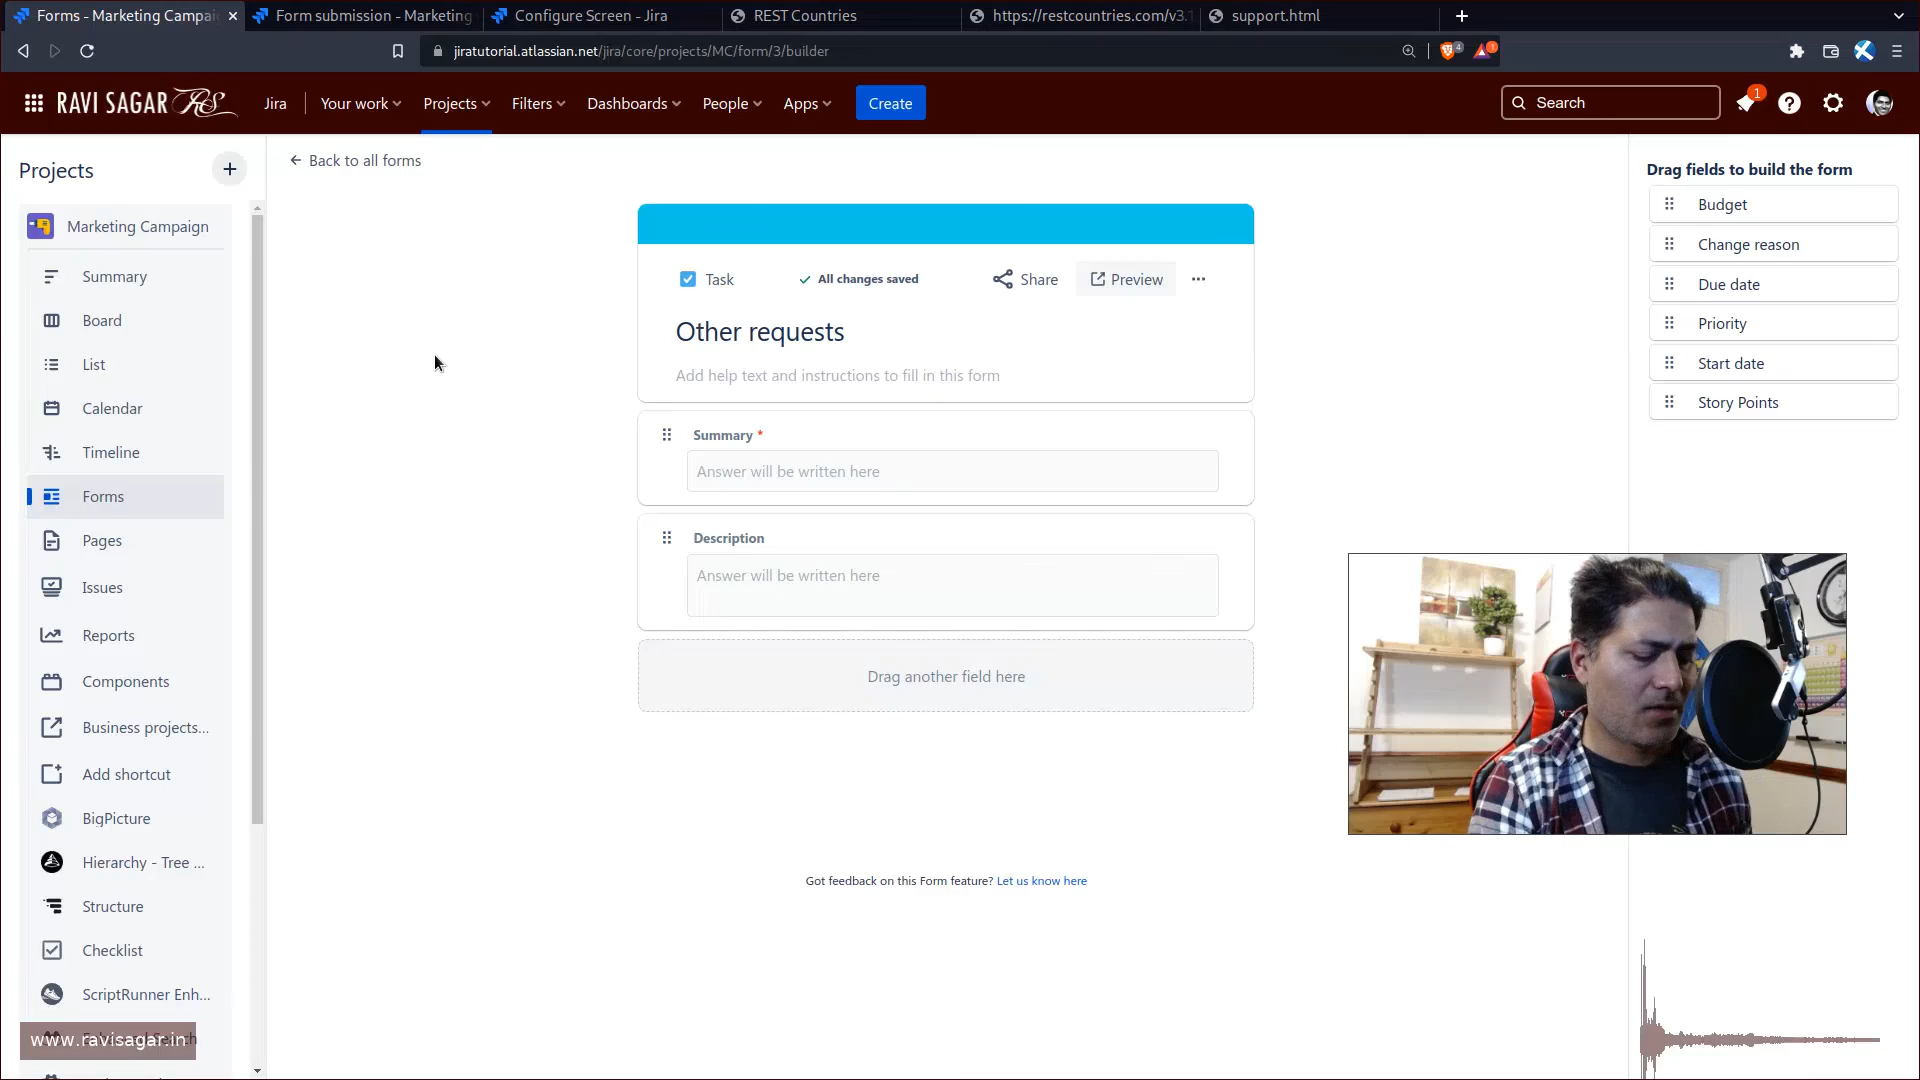 Forms - Marketing Campai
Form submission - Marketing
Configure Screen - Jira
REST Countries
https://restcountries.com/v3.1
support.html
jiratutorial.atlassian.net/jira/core/projects/MC/form/3/builder
4
1
RAVI SAGAR RS
Jira
Your work
Projects
Filters
Dashboards
People
Apps
Create
Search
1
Projects
Marketing Campaign
Summary
Board
List
Calendar
Timeline
Forms
Pages
Issues
Reports
Components
Business projects...
Add shortcut
BigPicture
Hierarchy - Tree ...
Structure
Checklist
ScriptRunner Enh...
www.ravisagar.in
Back to all forms
Task
All changes saved
Share
Preview
Other requests
Add help text and instructions to fill in this form
Summary *
Answer will be written here
Description
Answer will be written here
Drag another field here
Got feedback on this Form feature? Let us know here
Drag fields to build the form
Budget
Change reason
Due date
Priority
Start date
Story Points